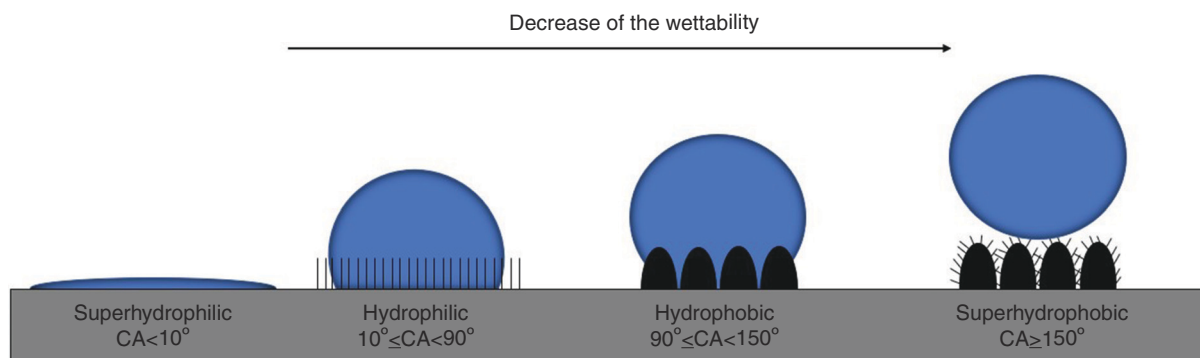 Decrease of the wettability
Superhydrophilic
CA<10°
Hydrophilic
10°≤CA<90°
Hydrophobic
90°≤CA<150°
Superhydrophobic
CA≥150°